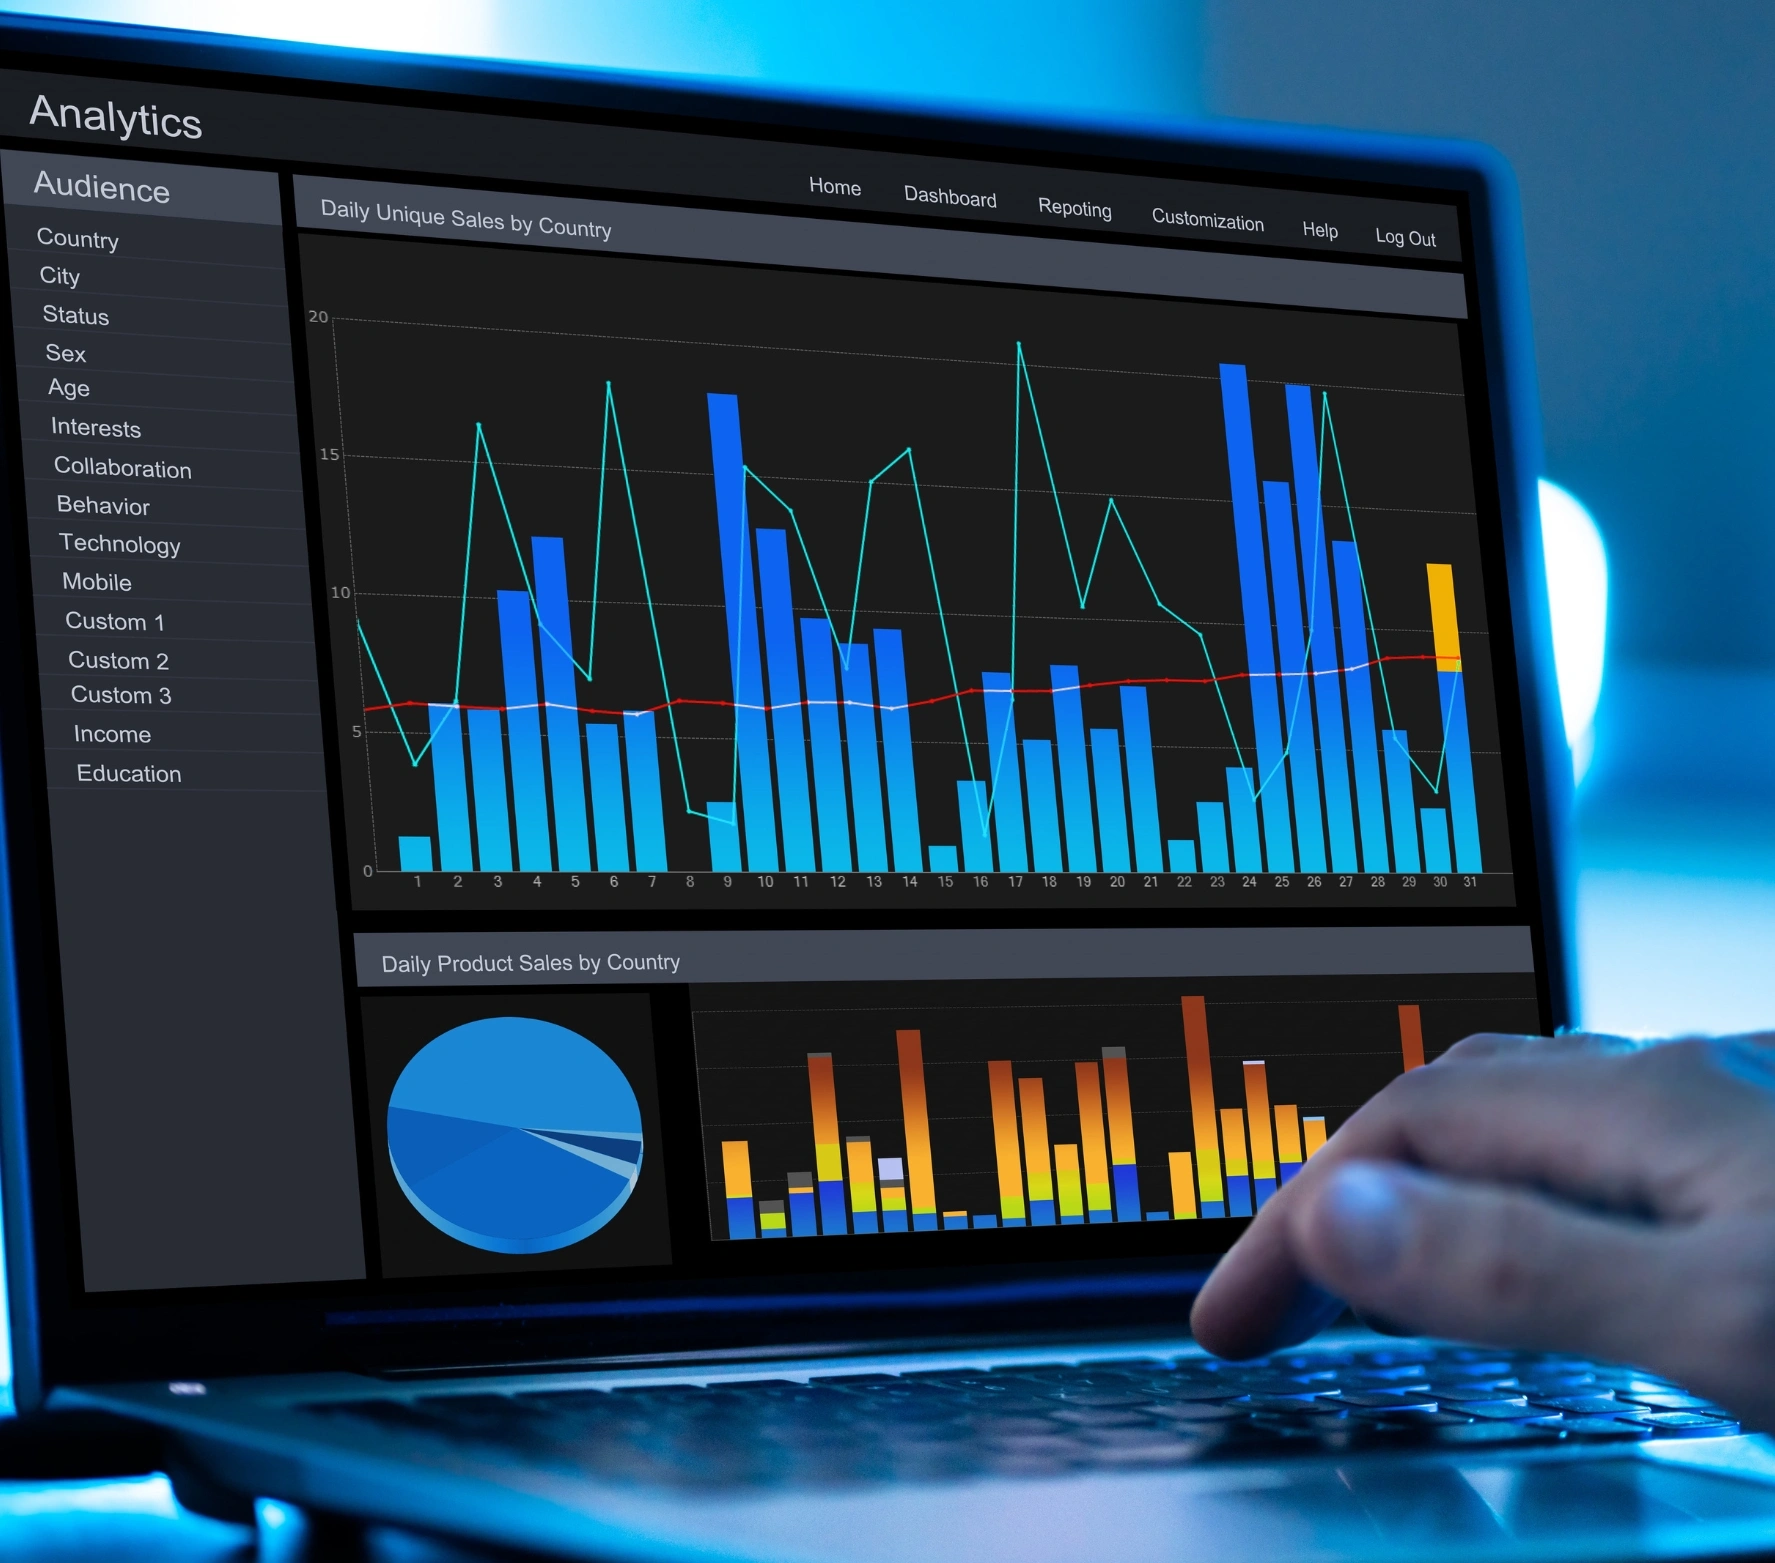 Analytics
Home Dashboard Repoting Customization Help Log Out
Audience
Country
City
Status
Sex
Age
Interests
Collaboration
Behavior
Technology
Mobile
Custom 1
Custom 2
Custom 3
Income
Education
Daily Unique Sales by Country
20
15
10
5
0
1 2 3 4 5 6 7 8 9 10 11 12 13 14 15 16 17 18 19 20 21 22 23 24 25 26 27 28 29 30 31
Daily Product Sales by Country